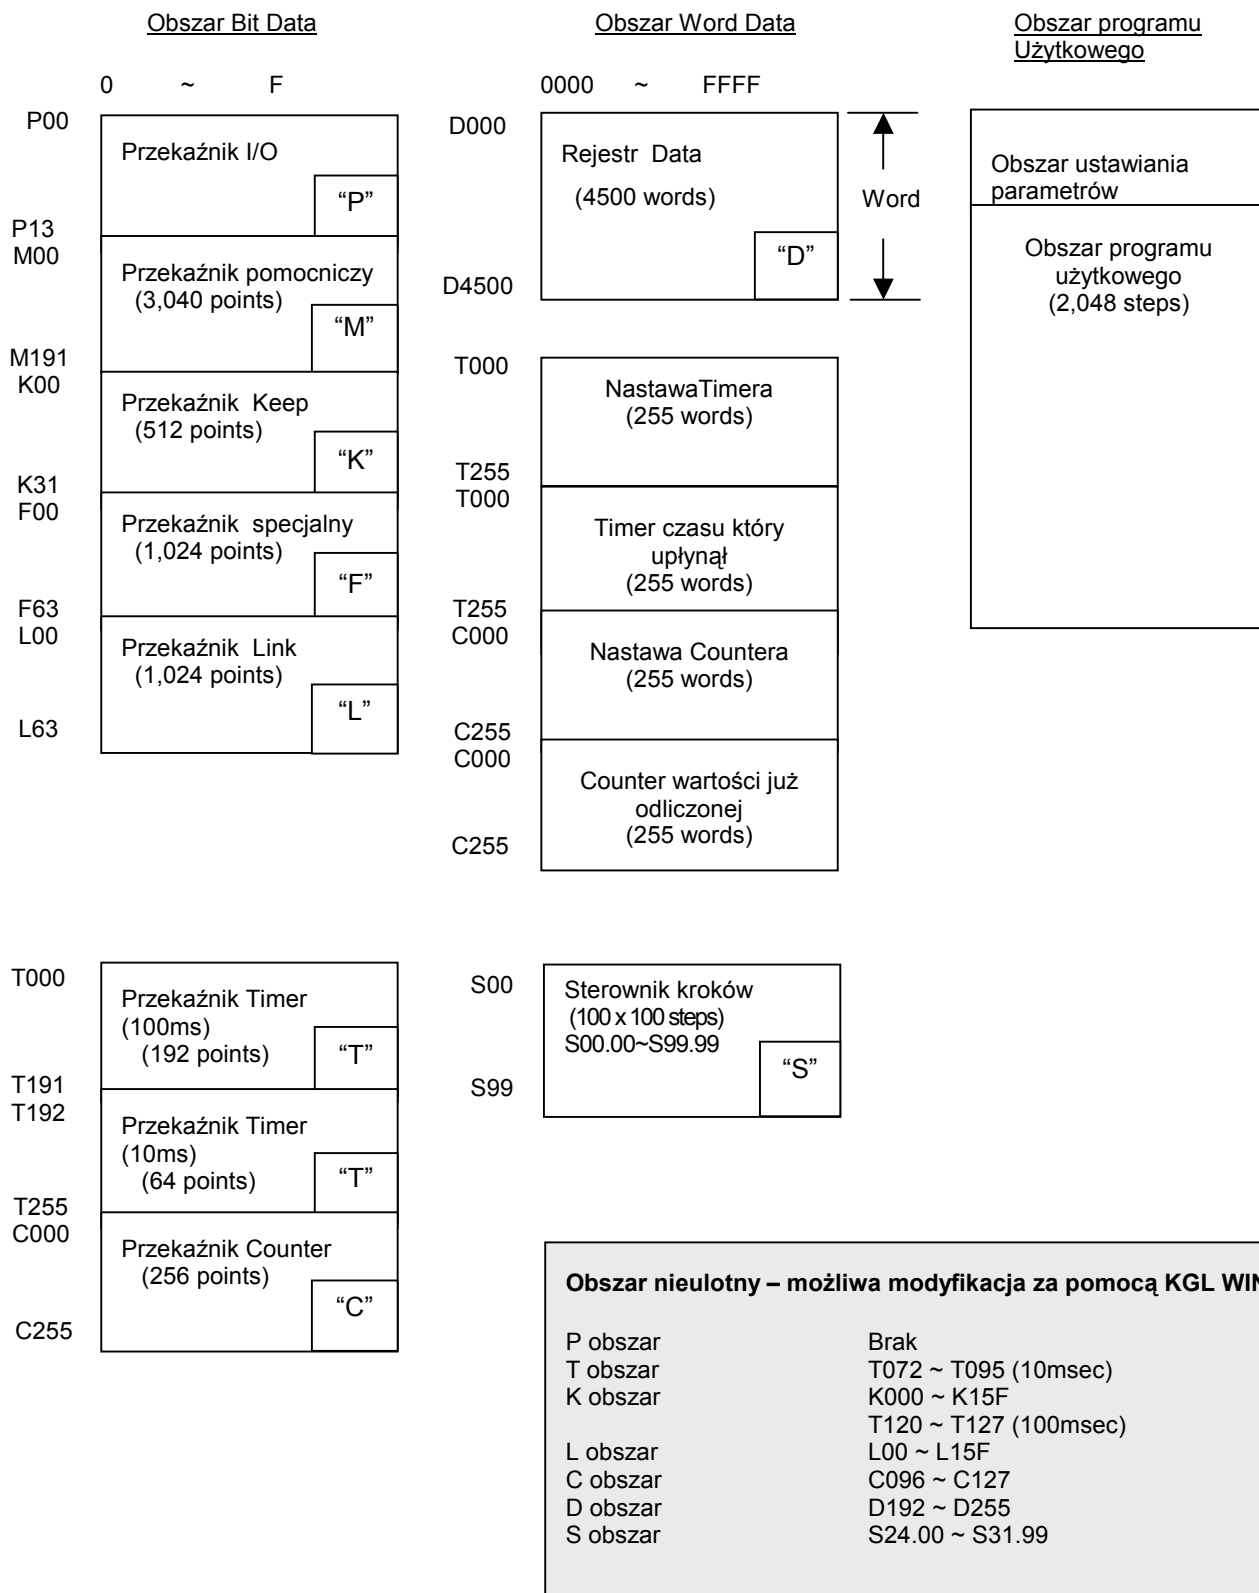 Obszar Bit Data
0 ~ F
P00
Przekaźnik I/O
“P”
P13
M00
Przekaźnik pomocniczy
(3,040 points)
“M”
M191
K00
Przekaźnik Keep
(512 points)
“K”
K31
F00
Przekaźnik specjalny
(1,024 points)
“F”
F63
L00
Przekaźnik Link
(1,024 points)
“L”
L63
Obszar Word Data
0000 ~ FFFF
D000
Rejestr Data
(4500 words)
“D”
D4500
Word
T000
NastawaTimera
(255 words)
T255
T000
Timer czasu który
upłynął
(255 words)
T255
C000
Nastawa Countera
(255 words)
C255
C000
Counter wartości już
odliczonej
(255 words)
C255
Obszar programu
Użytkowego
Obszar ustawiania
parametrów
Obszar programu
użytkowego
(2,048 steps)
T000
Przekaźnik Timer
(100ms)
(192 points)
“T”
T191
T192
Przekaźnik Timer
(10ms)
(64 points)
“T”
T255
C000
Przekaźnik Counter
(256 points)
“C”
C255
S00
Sterownik kroków
(100 x 100 steps)
S00.00~S99.99
“S”
S99
Obszar nieulotny – możliwa modyfikacja za pomocą KGL WIN
P obszar Brak
T obszar T072 ~ T095 (10msec)
K obszar K000 ~ K15F
T120 ~ T127 (100msec)
L obszar L00 ~ L15F
C obszar C096 ~ C127
D obszar D192 ~ D255
S obszar S24.00 ~ S31.99